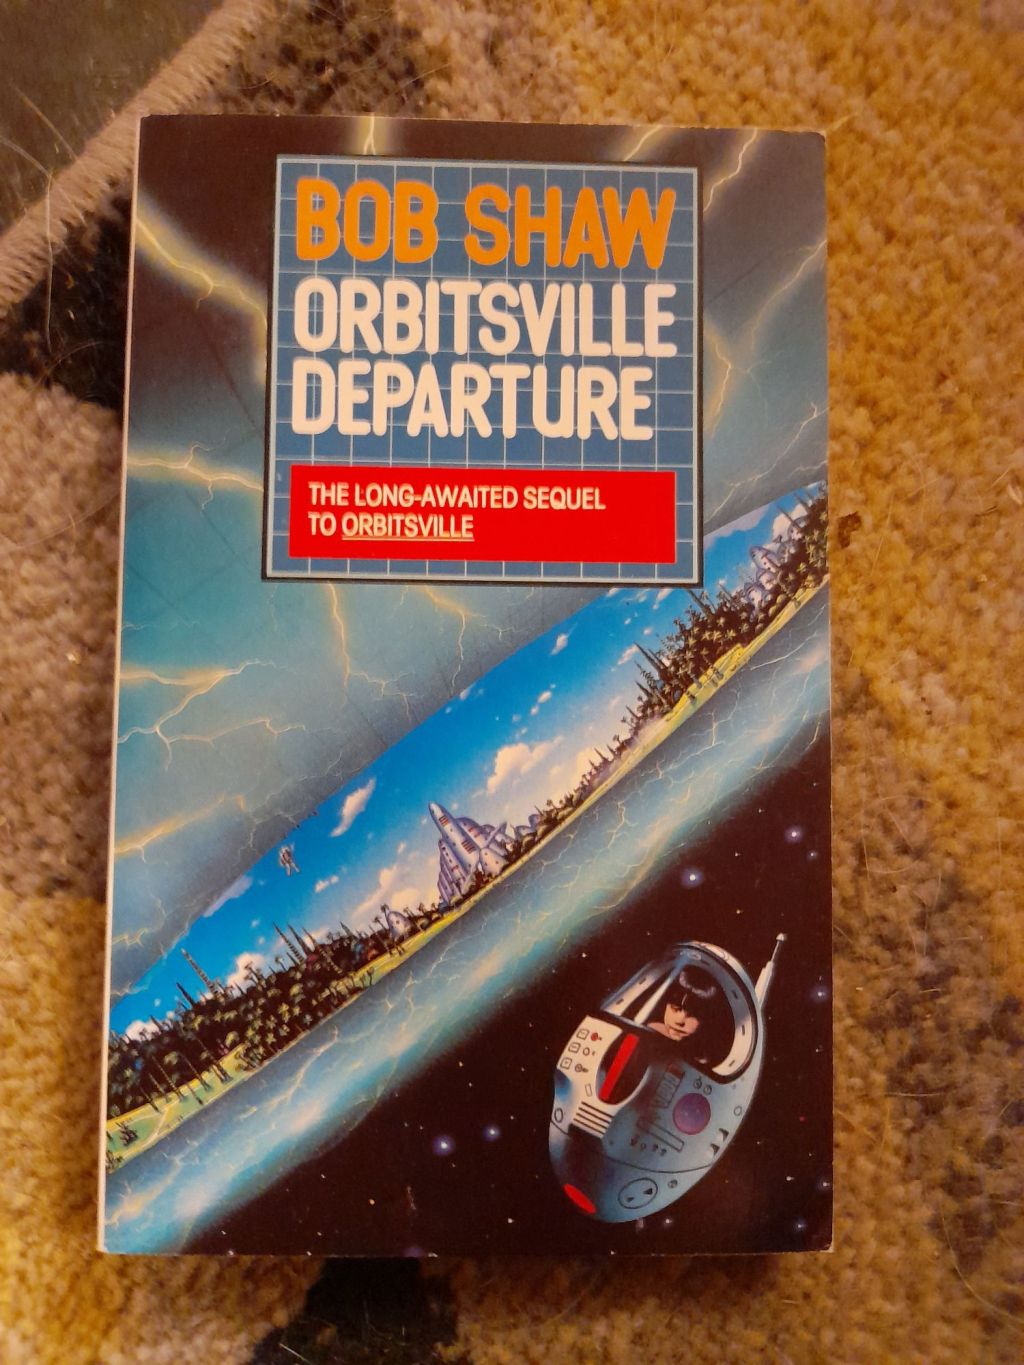 BOB SHAW
ORBITSVILLE
DEPARTURE
THE LONG-AWAITED SEQUEL
TO ORBITSVILLE